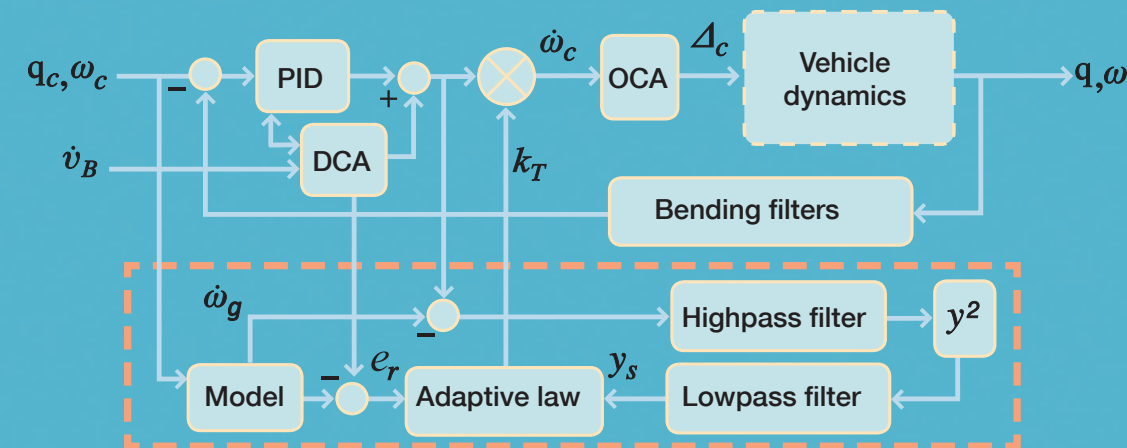 q_c, ω_c
−
PID
+
ω̇_c
OCA
Δ_c
Vehicle
dynamics
q,ω
v̇_B
DCA
k_T
Bending filters
ω̇_g
−
Highpass filter
y²
Model
−
e_r
Adaptive law
y_s
Lowpass filter